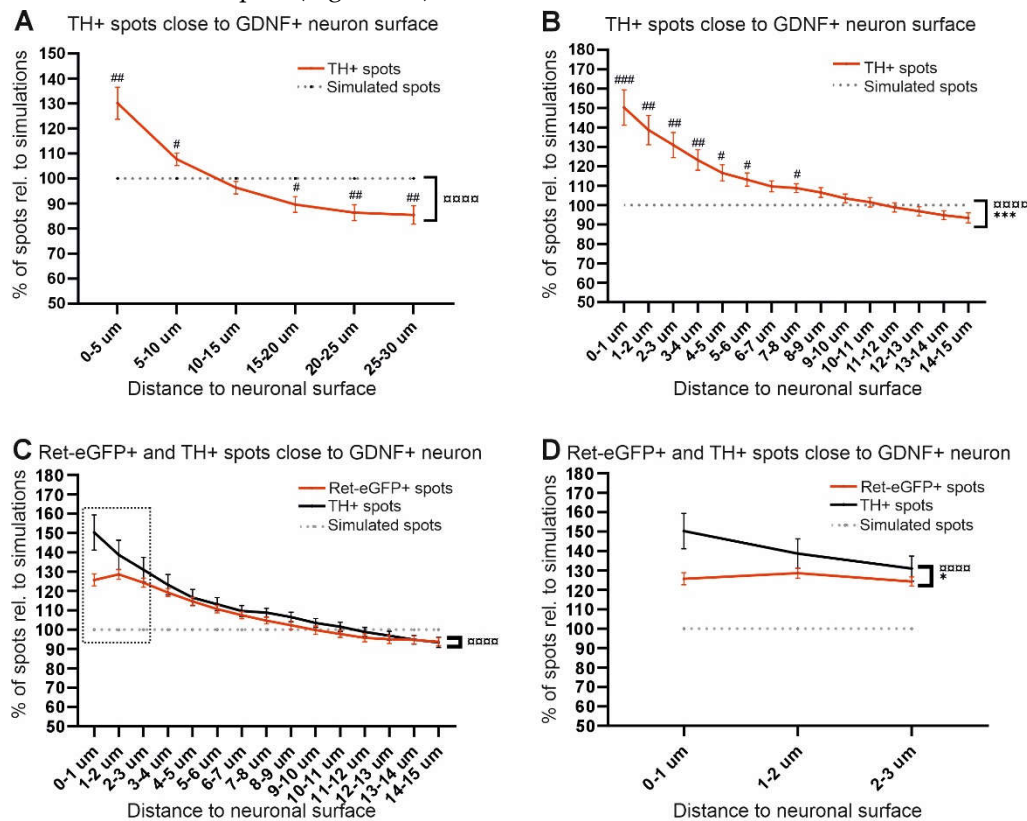 A
TH+ spots close to GDNF+ neuron surface
% of spots rel. to simulations
150
140
130
120
110
100
90
80
70
60
50
TH+ spots
Simulated spots
##
#
#
##
##
¤¤¤¤
0-5 um
5-10 um
10-15 um
15-20 um
20-25 um
25-30 um
Distance to neuronal surface
B
TH+ spots close to GDNF+ neuron surface
% of spots rel. to simulations
180
170
160
150
140
130
120
110
100
90
80
70
60
50
TH+ spots
Simulated spots
###
##
##
##
#
#
#
¤¤¤¤
***
0-1 um
1-2 um
2-3 um
3-4 um
4-5 um
5-6 um
6-7 um
7-8 um
8-9 um
9-10 um
10-11 um
11-12 um
12-13 um
13-14 um
14-15 um
Distance to neuronal surface
C
Ret-eGFP+ and TH+ spots close to GDNF+ neuron
% of spots rel. to simulations
180
170
160
150
140
130
120
110
100
90
80
70
60
50
Ret-eGFP+ spots
TH+ spots
Simulated spots
¤¤¤¤
0-1 um
1-2 um
2-3 um
3-4 um
4-5 um
5-6 um
6-7 um
7-8 um
8-9 um
9-10 um
10-11 um
11-12 um
12-13 um
13-14 um
14-15 um
Distance to neuronal surface
D
Ret-eGFP+ and TH+ spots close to GDNF+ neuron
% of spots rel. to simulations
180
170
160
150
140
130
120
110
100
90
80
70
60
50
Ret-eGFP+ spots
TH+ spots
Simulated spots
¤¤¤¤
*
0-1 um
1-2 um
2-3 um
Distance to neuronal surface